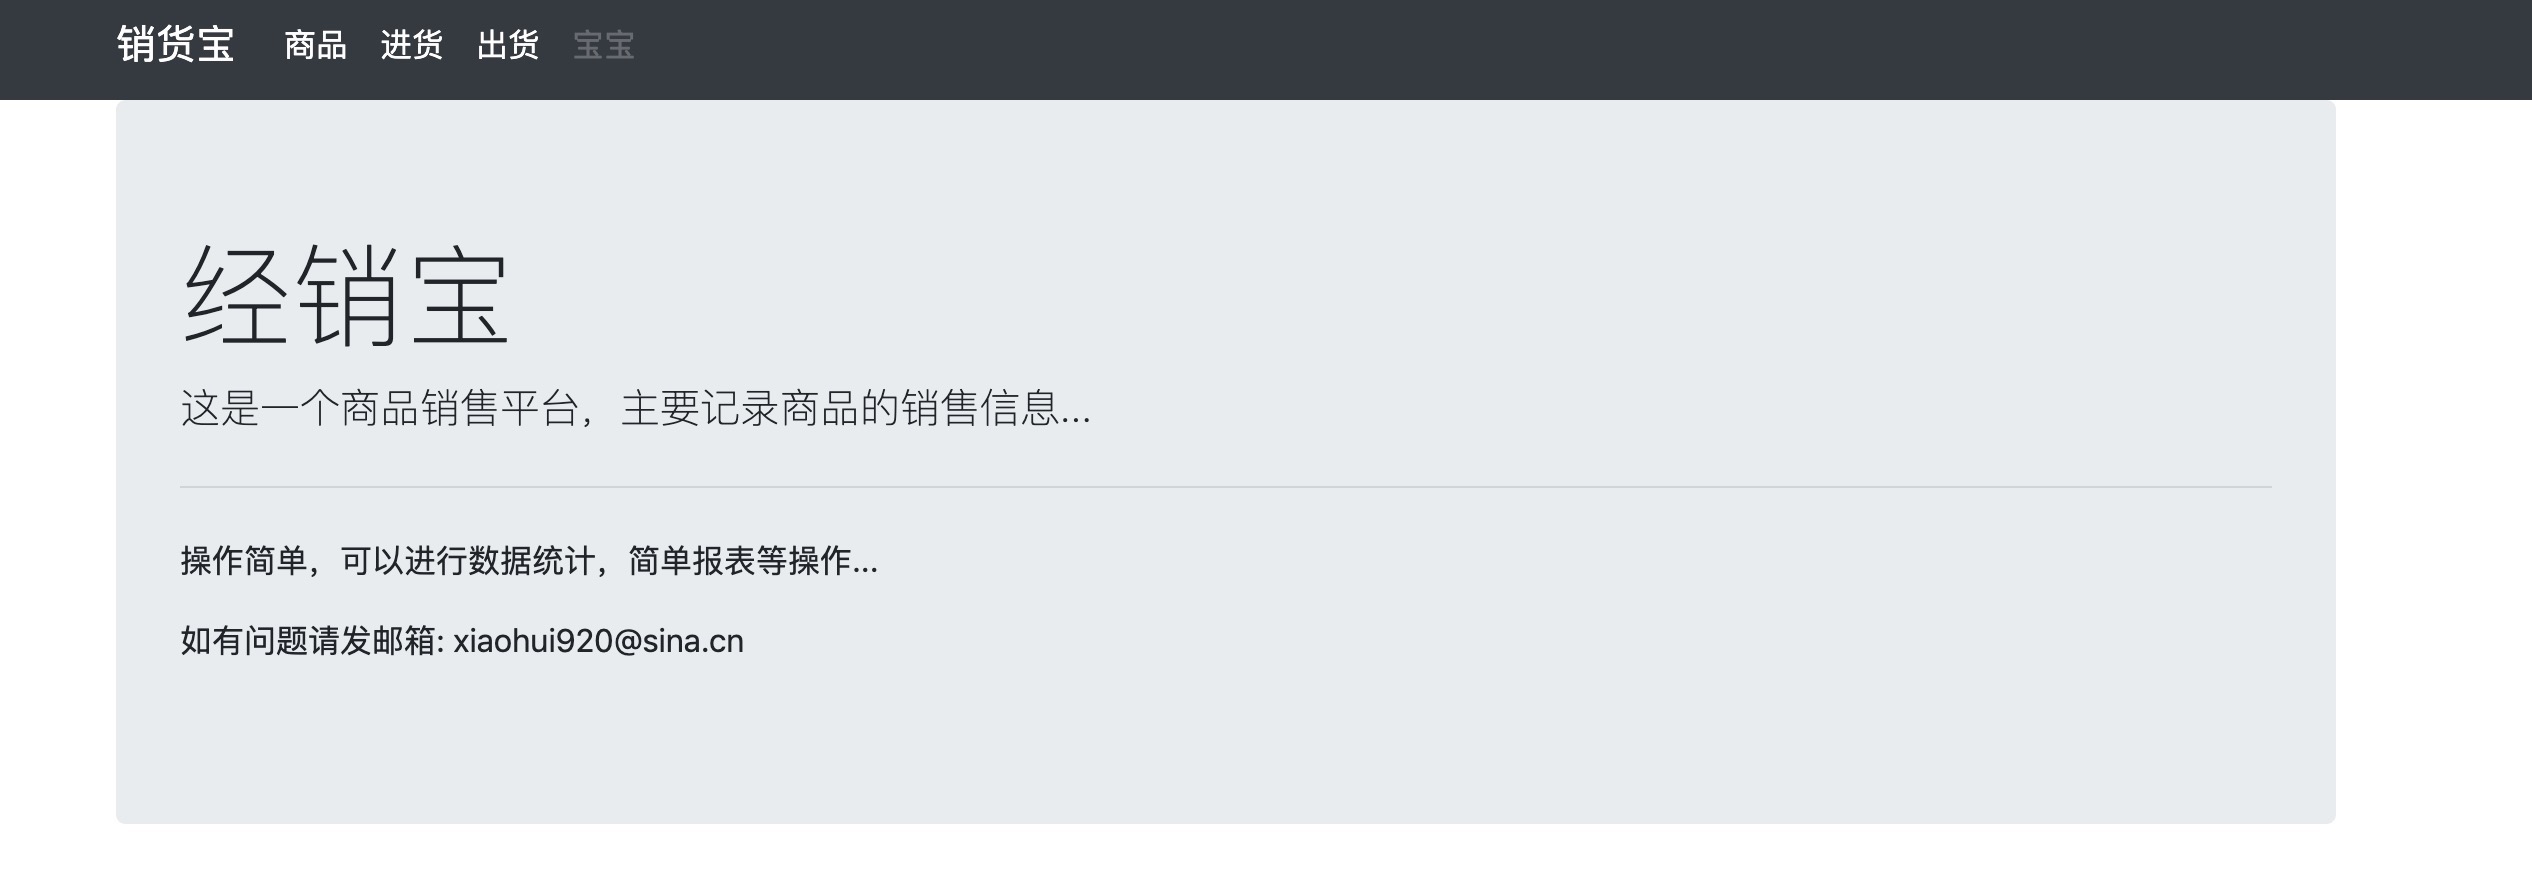 销货宝 商品 进货 出货 宝宝
经销宝
这是一个商品销售平台，主要记录商品的销售信息...
操作简单，可以进行数据统计，简单报表等操作...
如有问题请发邮箱: xiaohui920@sina.cn